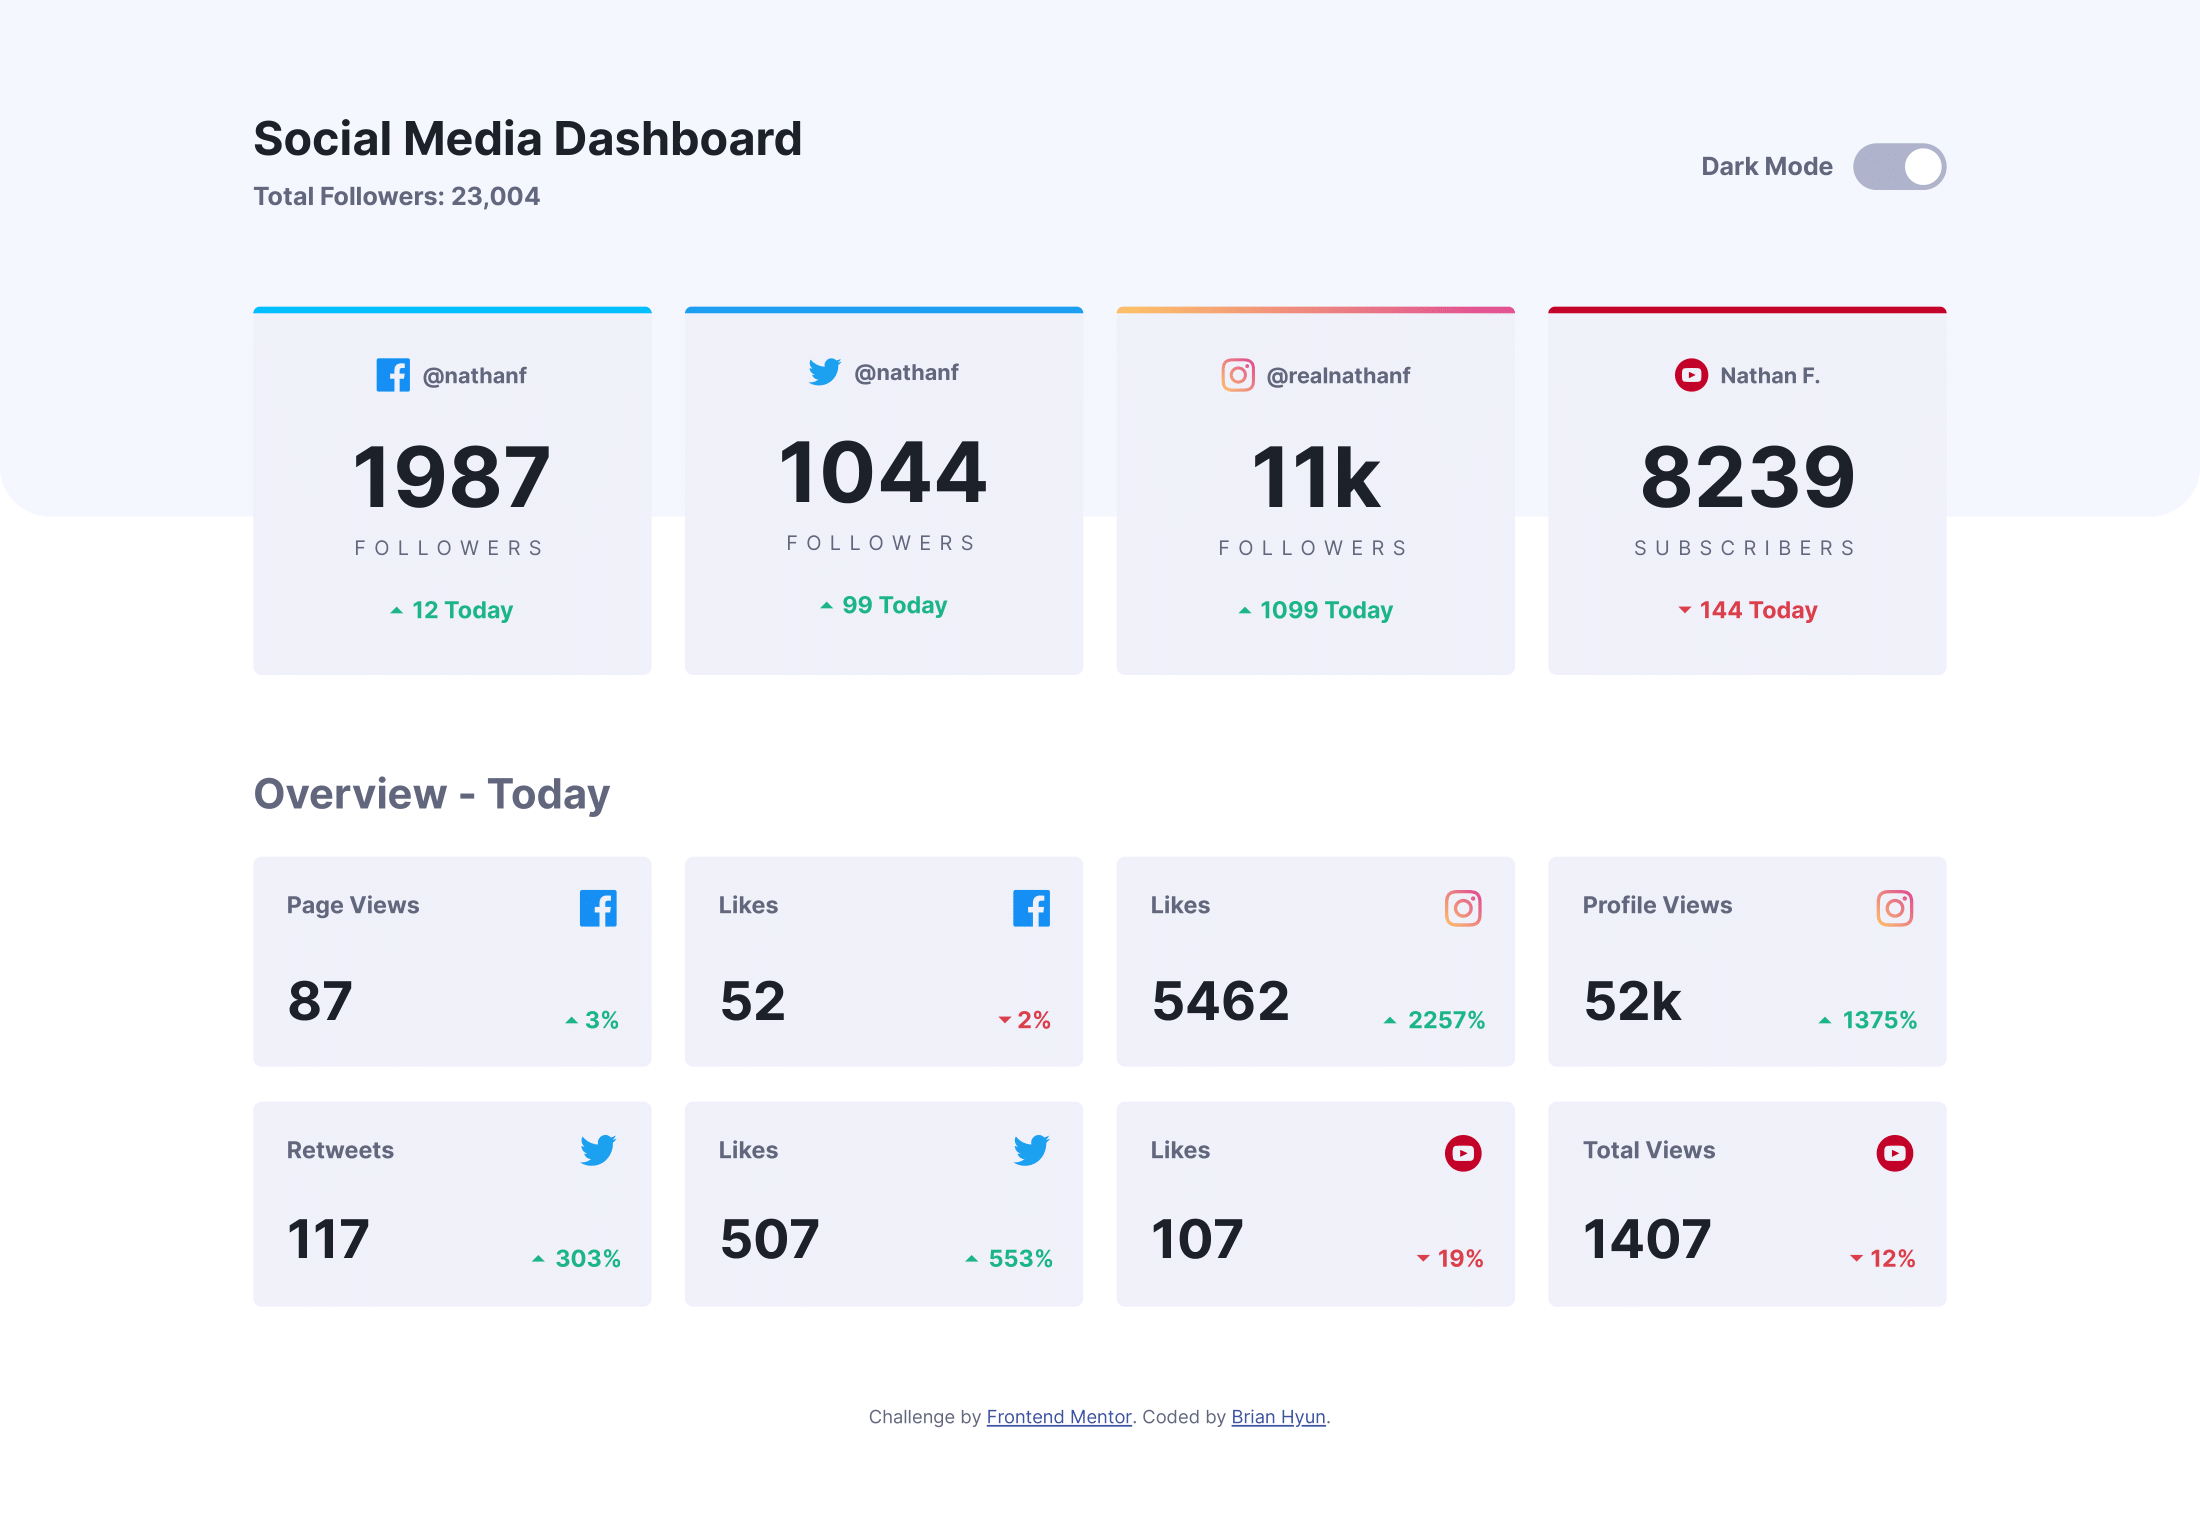 Social Media Dashboard
Total Followers: 23,004
Dark Mode
@nathanf
1987
FOLLOWERS
12 Today
@nathanf
1044
FOLLOWERS
99 Today
@realnathanf
11k
FOLLOWERS
1099 Today
Nathan F.
8239
SUBSCRIBERS
144 Today
Overview - Today
Page Views
87
3%
Likes
52
2%
Likes
5462
2257%
Profile Views
52k
1375%
Retweets
117
303%
Likes
507
553%
Likes
107
19%
Total Views
1407
12%
Challenge by Frontend Mentor. Coded by Brian Hyun.